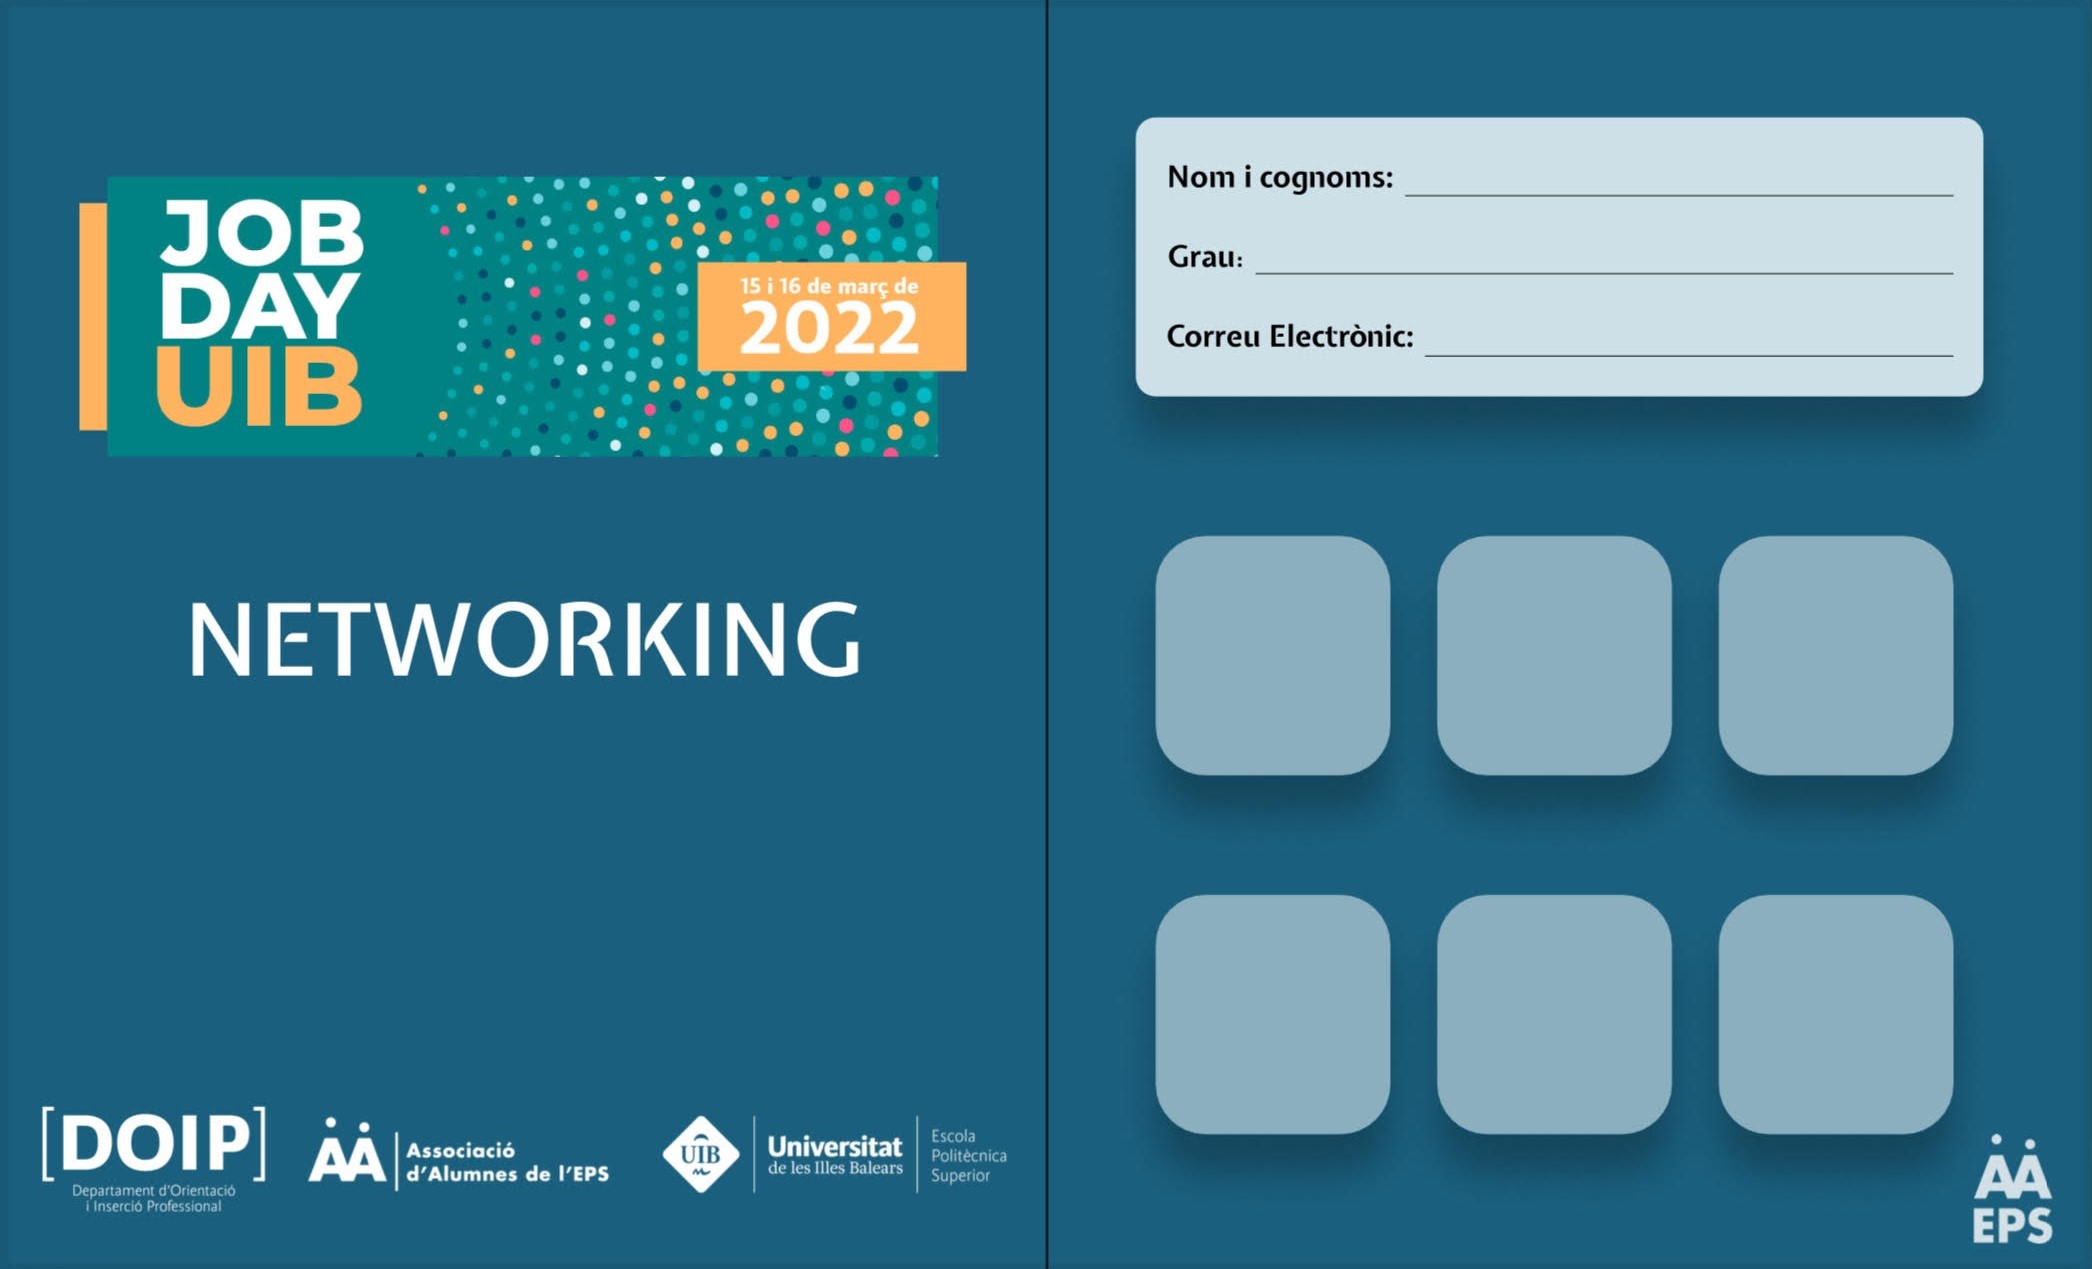 JOB
DAY
UIB
15 i 16 de març de
2022
NETWORKING
[DOIP]
Departament d'Orientació
i Inserció Professional
AA
Associació
d'Alumnes de l'EPS
UIB
Universitat
de les Illes Balears
Escola
Politècnica
Superior
Nom i cognoms:
Grau:
Correu Electrònic:
AA
EPS